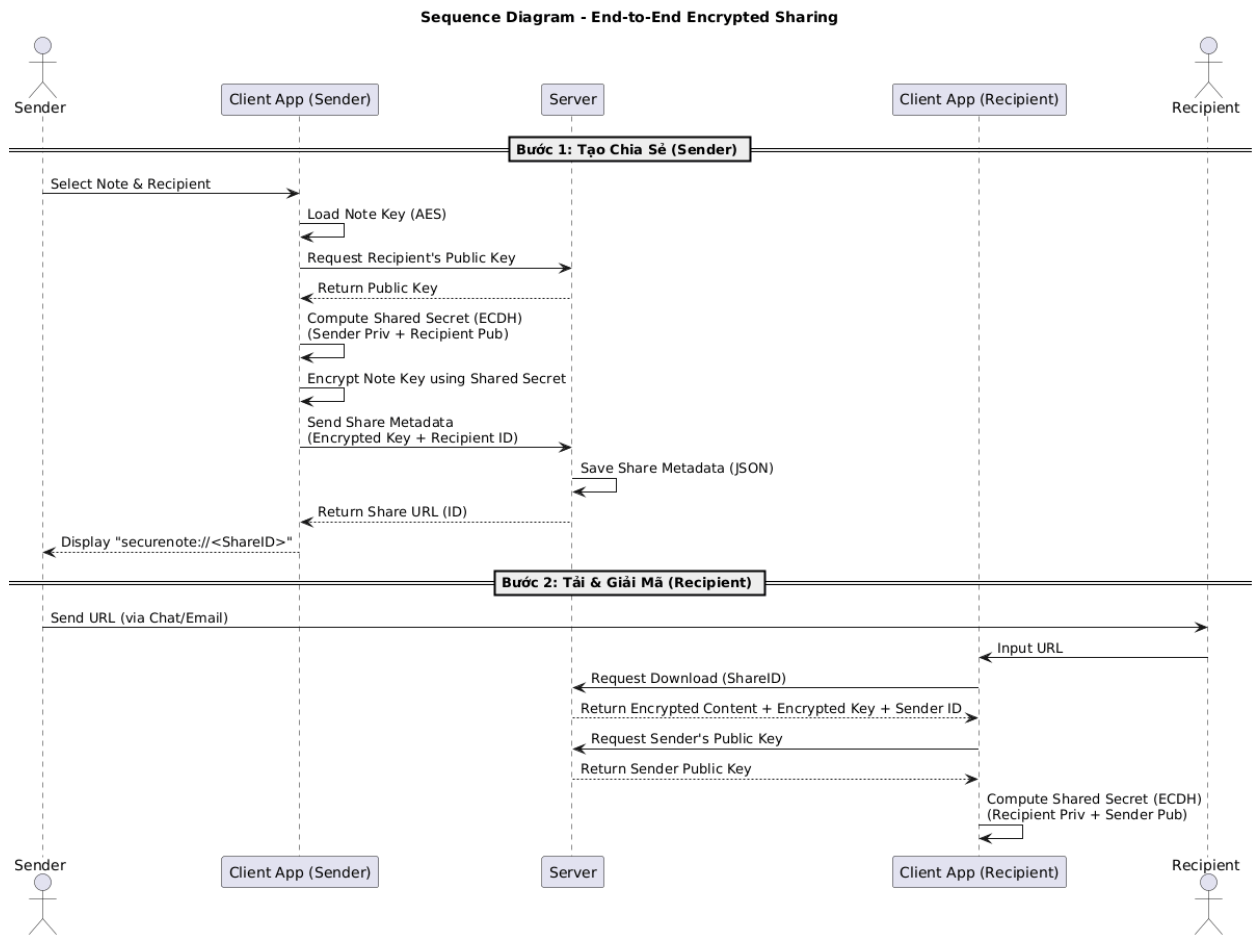 Sequence Diagram - End-to-End Encrypted Sharing
Sender
Client App (Sender)
Server
Client App (Recipient)
Recipient
Bước 1: Tạo Chia Sẻ (Sender)
Select Note & Recipient
Load Note Key (AES)
Request Recipient's Public Key
Return Public Key
Compute Shared Secret (ECDH)
(Sender Priv + Recipient Pub)
Encrypt Note Key using Shared Secret
Send Share Metadata
(Encrypted Key + Recipient ID)
Save Share Metadata (JSON)
Return Share URL (ID)
Display "securenote://<ShareID>"
Bước 2: Tải & Giải Mã (Recipient)
Send URL (via Chat/Email)
Input URL
Request Download (ShareID)
Return Encrypted Content + Encrypted Key + Sender ID
Request Sender's Public Key
Return Sender Public Key
Compute Shared Secret (ECDH)
(Recipient Priv + Sender Pub)
Sender
Client App (Sender)
Server
Client App (Recipient)
Recipient